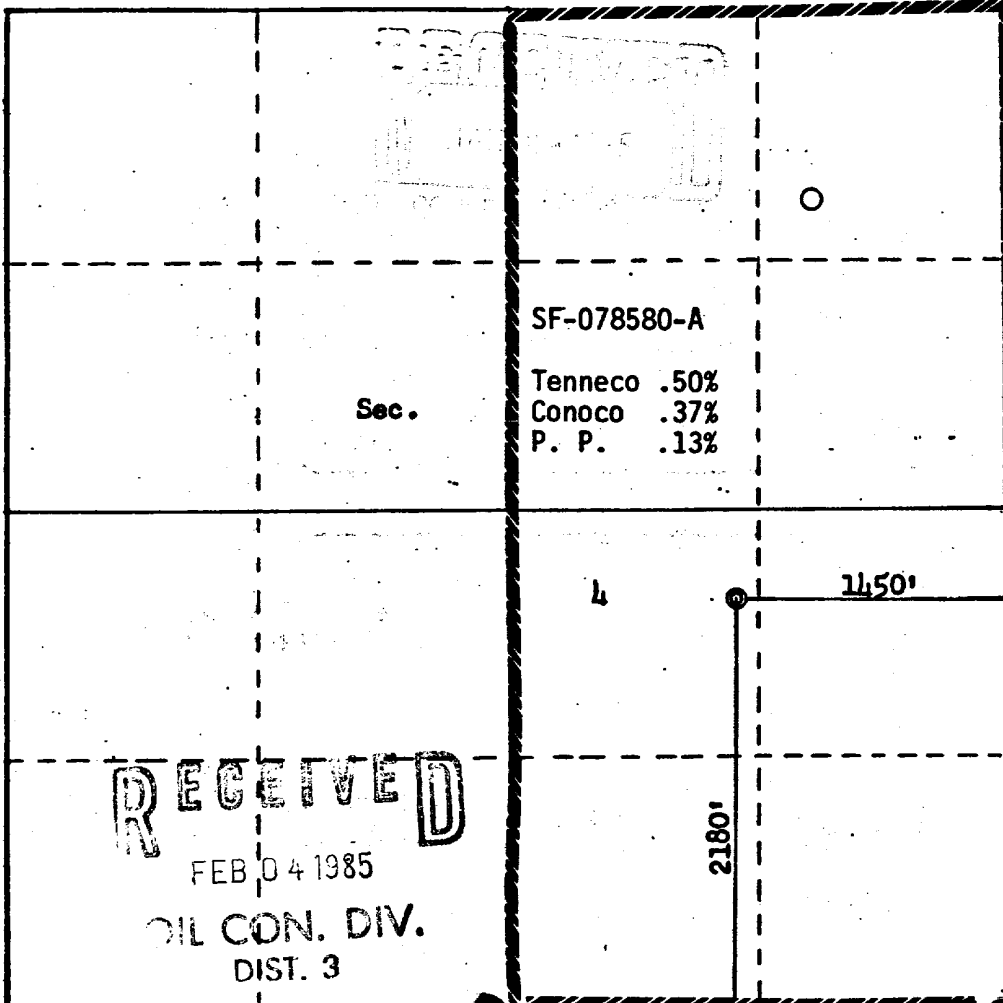 SF-078580-A
Tenneco .50%
Conoco .37%
Sec.
P. P. .13%
4
1450'
2180'
RECEIVED
FEB 04 1985
OIL CON. DIV.
DIST. 3